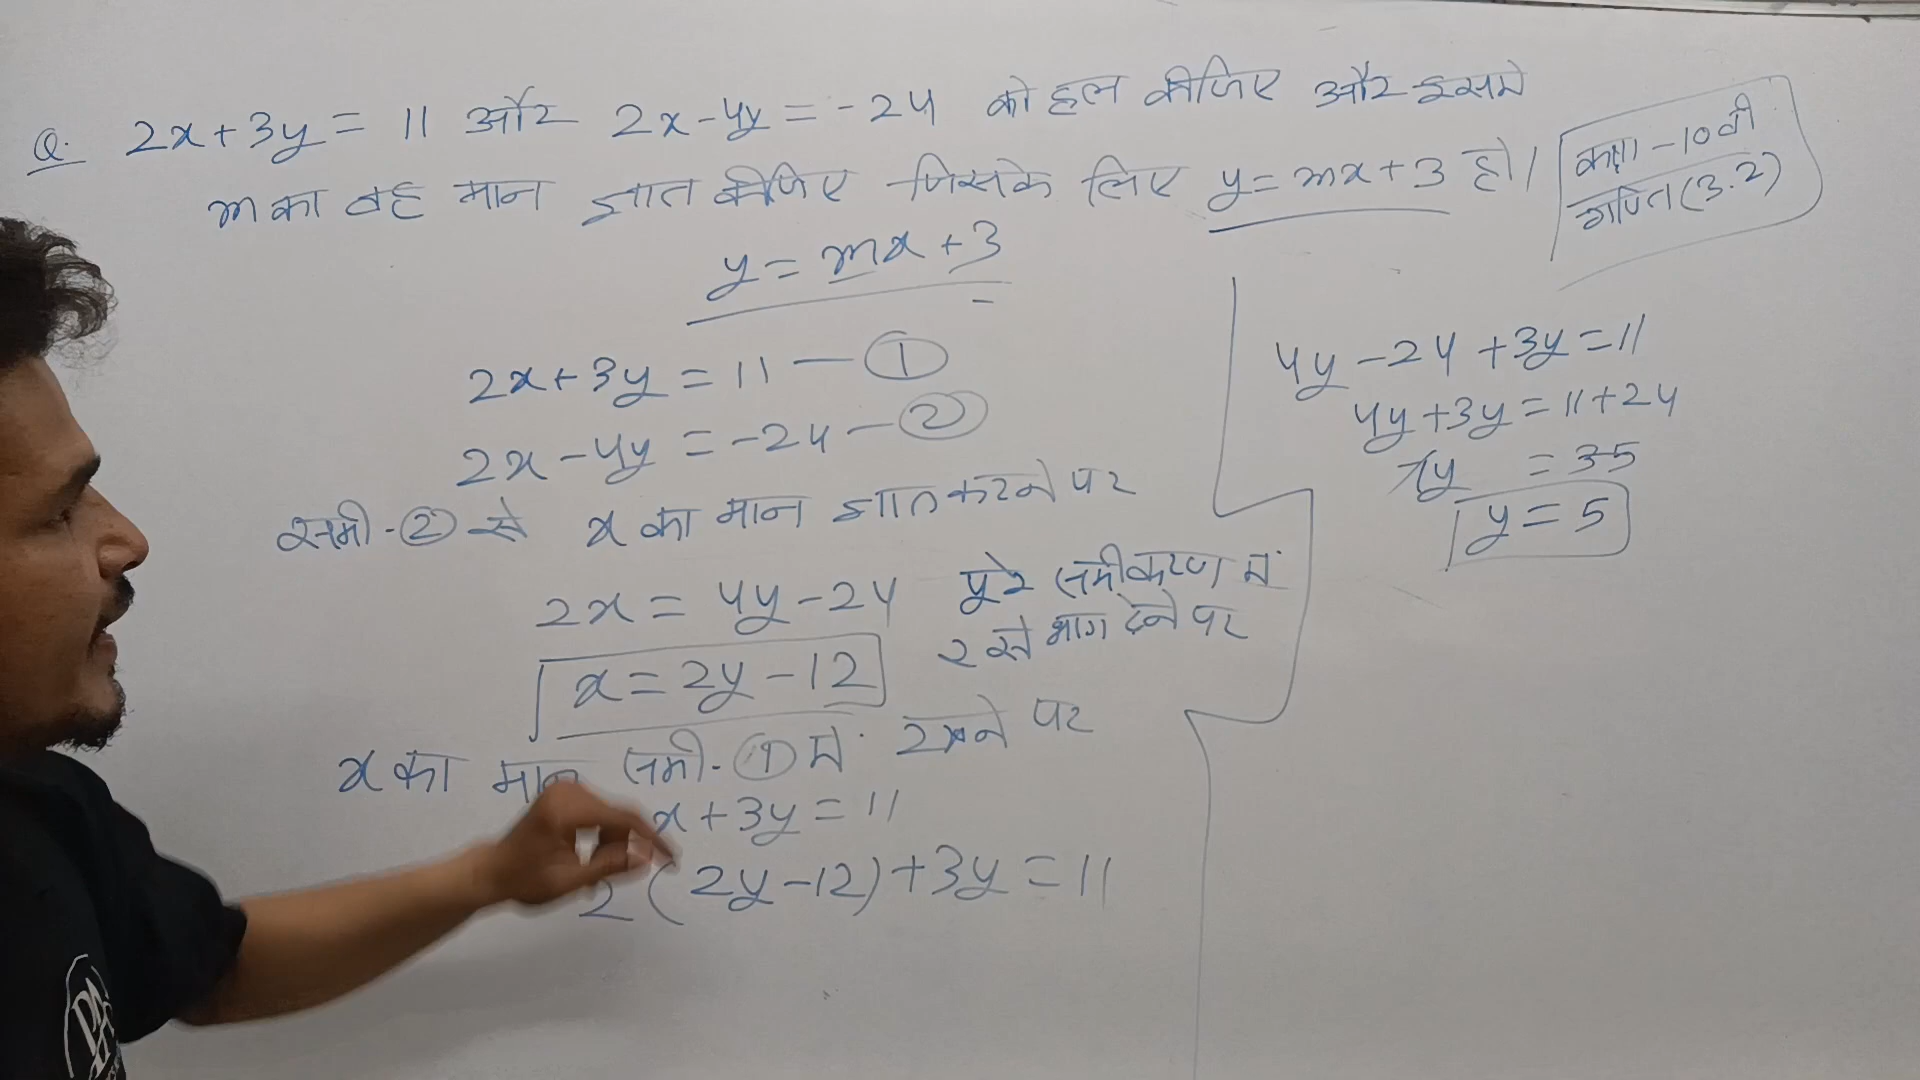 Q. 2x+3y = 11 और 2x-4y = -24 को हल कीजिए और इससे
m का वह मान ज्ञात कीजिए जिसके लिए y = mx+3 हो।
कक्षा - 10वी
गणित (3.2)
y = mx+3
2x+3y = 11 — ①
2x-4y = -24 — ②
समी-② से x का मान ज्ञात करने पर
2x = 4y-24 पूरे समीकरण में
2 से भाग देने पर
x = 2y-12
x का मान समी-① में रखने पर
x+3y = 11
2(2y-12)+3y = 11
4y-24+3y = 11
4y+3y = 11+24
7y = 35
y = 5